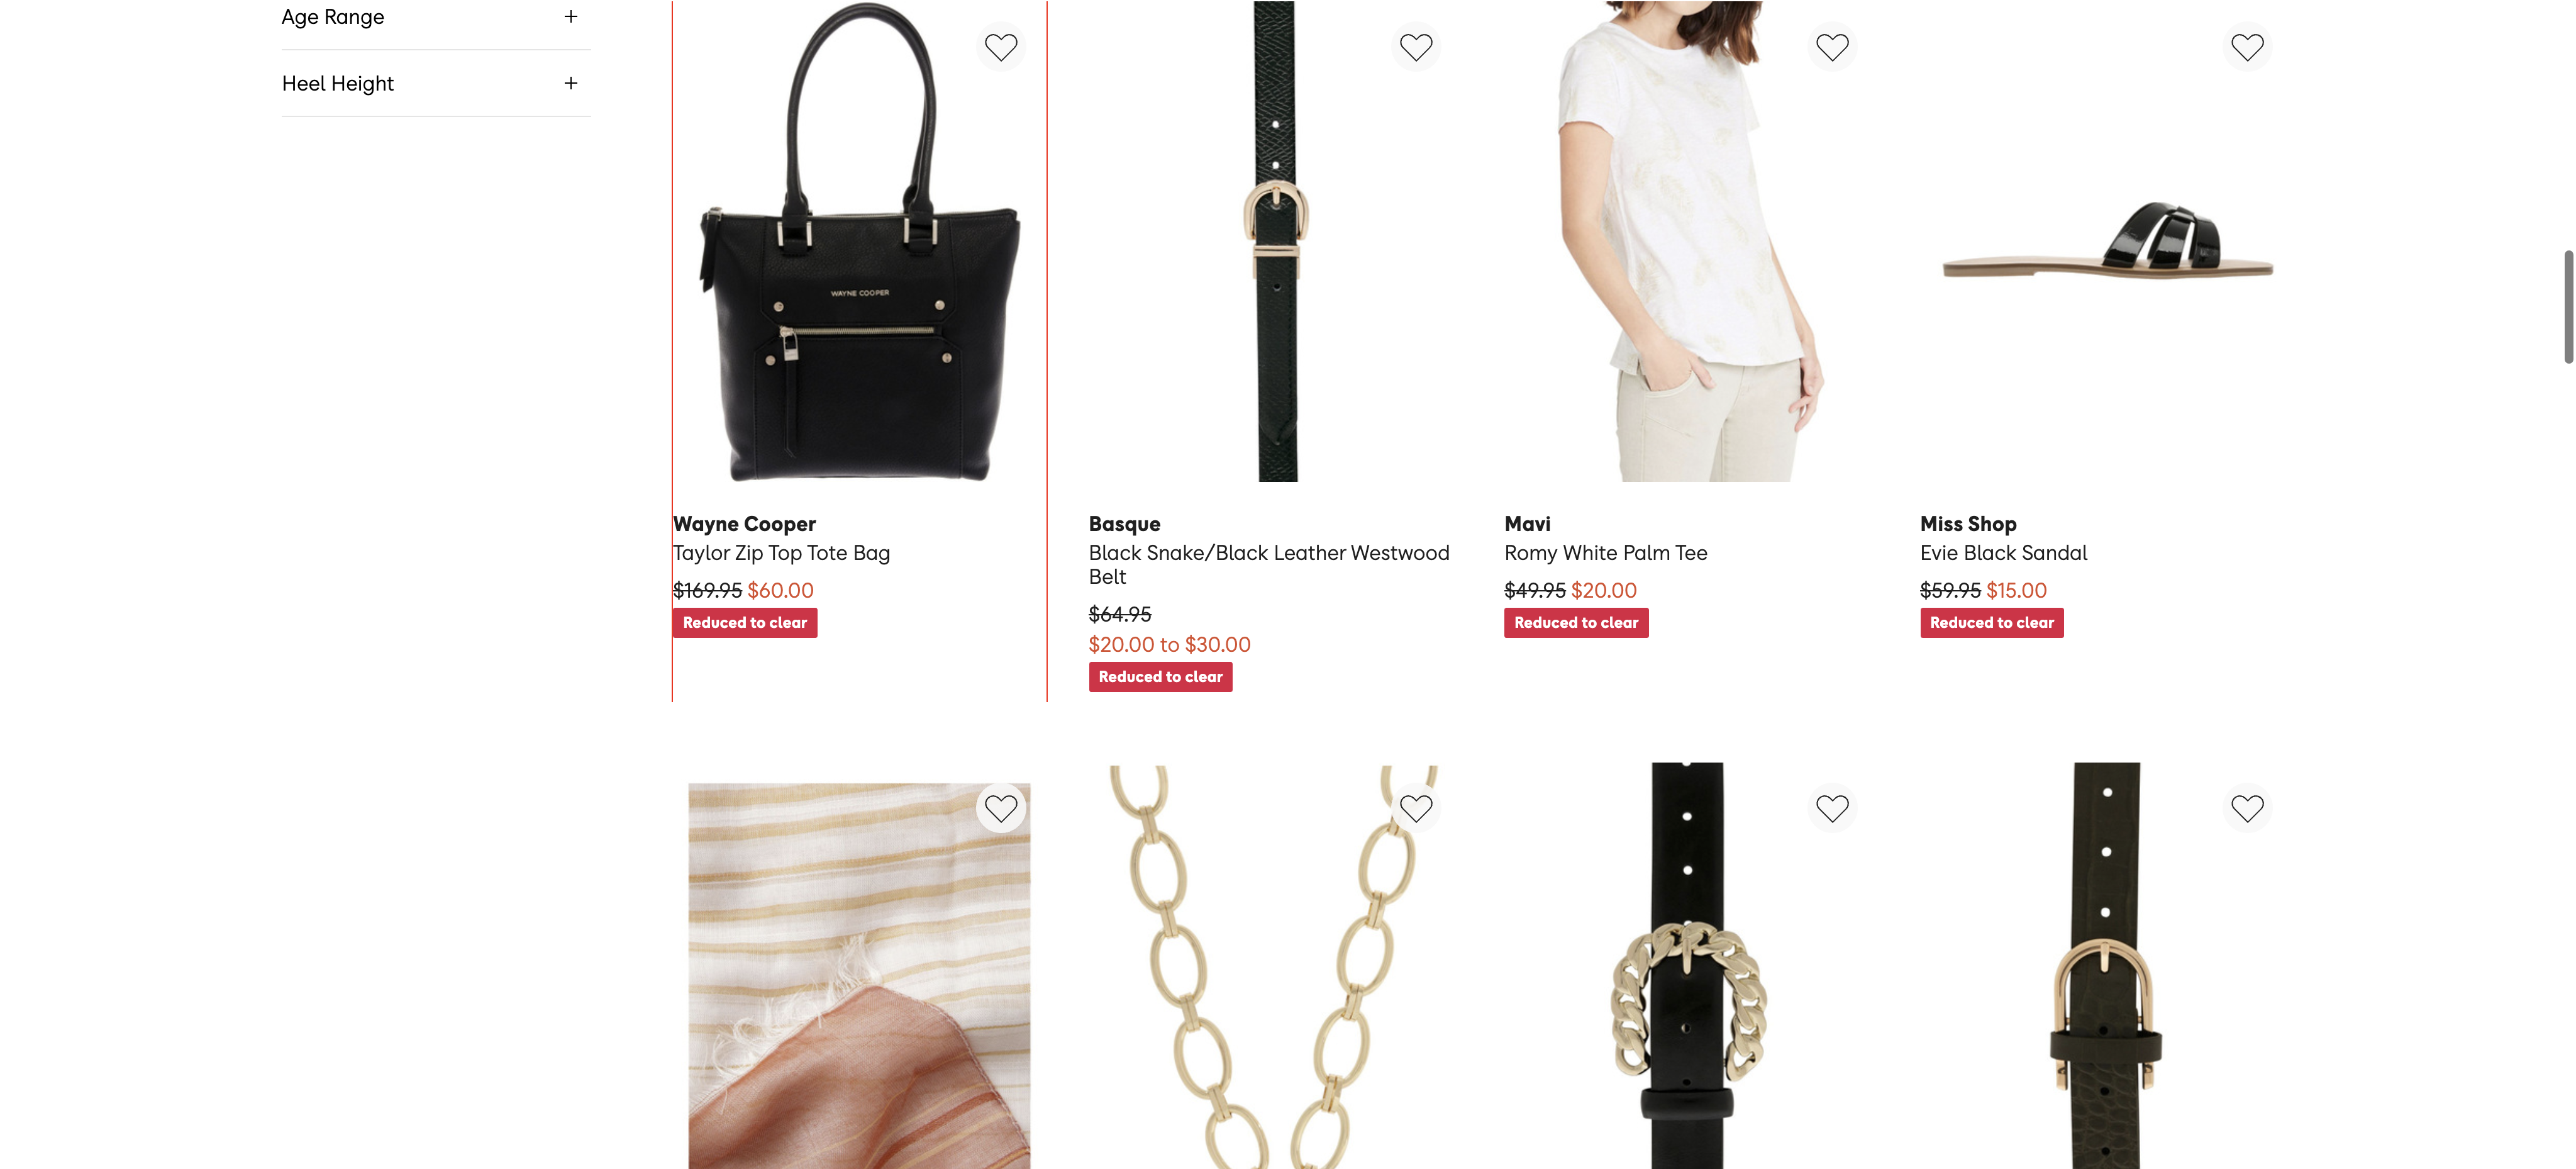 Age Range
+
Heel Height
+
WAYNE COOPER
Wayne Cooper
Taylor Zip Top Tote Bag
$169.95 $60.00
Reduced to clear
Basque
Black Snake/Black Leather Westwood
Belt
$64.95
$20.00 to $30.00
Reduced to clear
Mavi
Romy White Palm Tee
$49.95 $20.00
Reduced to clear
Miss Shop
Evie Black Sandal
$59.95 $15.00
Reduced to clear